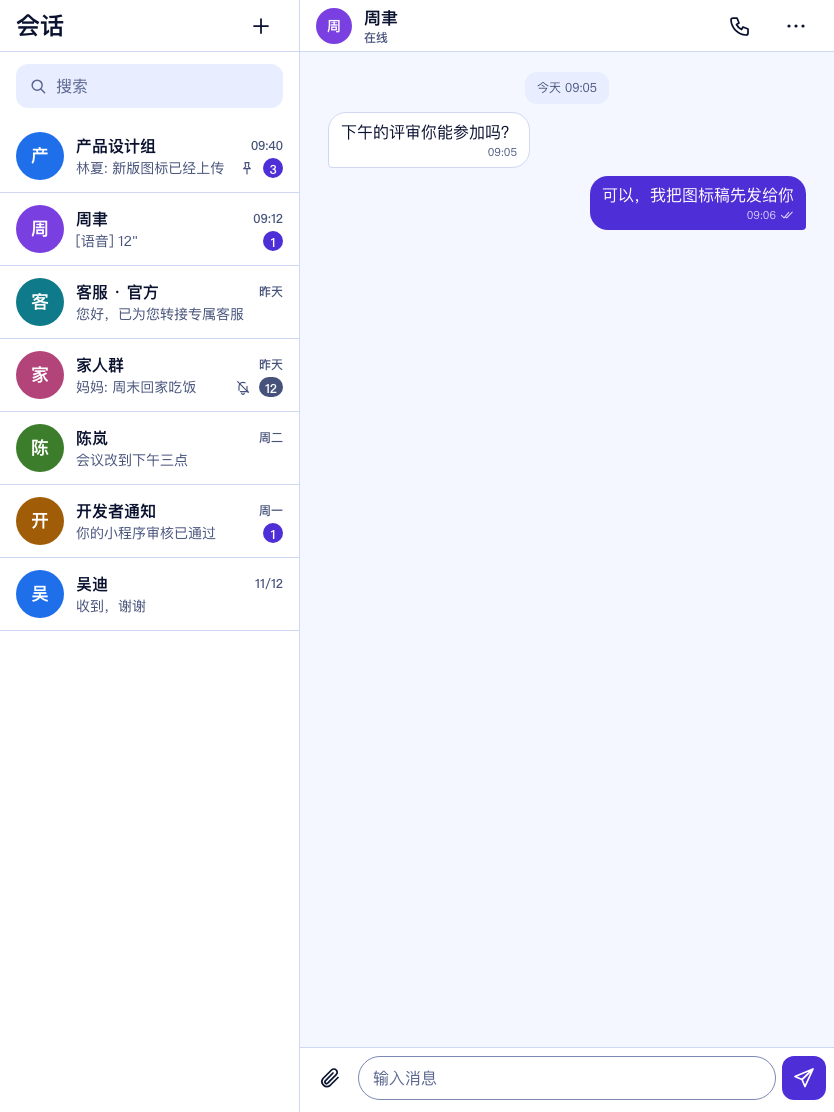 会话
搜索
产
产品设计组
09:40
林夏: 新版图标已经上传
3
周
周聿
09:12
[语音] 12"
1
客
客服 · 官方
昨天
您好，已为您转接专属客服
家
家人群
昨天
妈妈: 周末回家吃饭
12
陈
陈岚
周二
会议改到下午三点
开
开发者通知
周一
你的小程序审核已通过
1
吴
吴迪
11/12
收到，谢谢
周
周聿
在线
今天 09:05
下午的评审你能参加吗?
09:05
可以，我把图标稿先发给你
09:06
输入消息